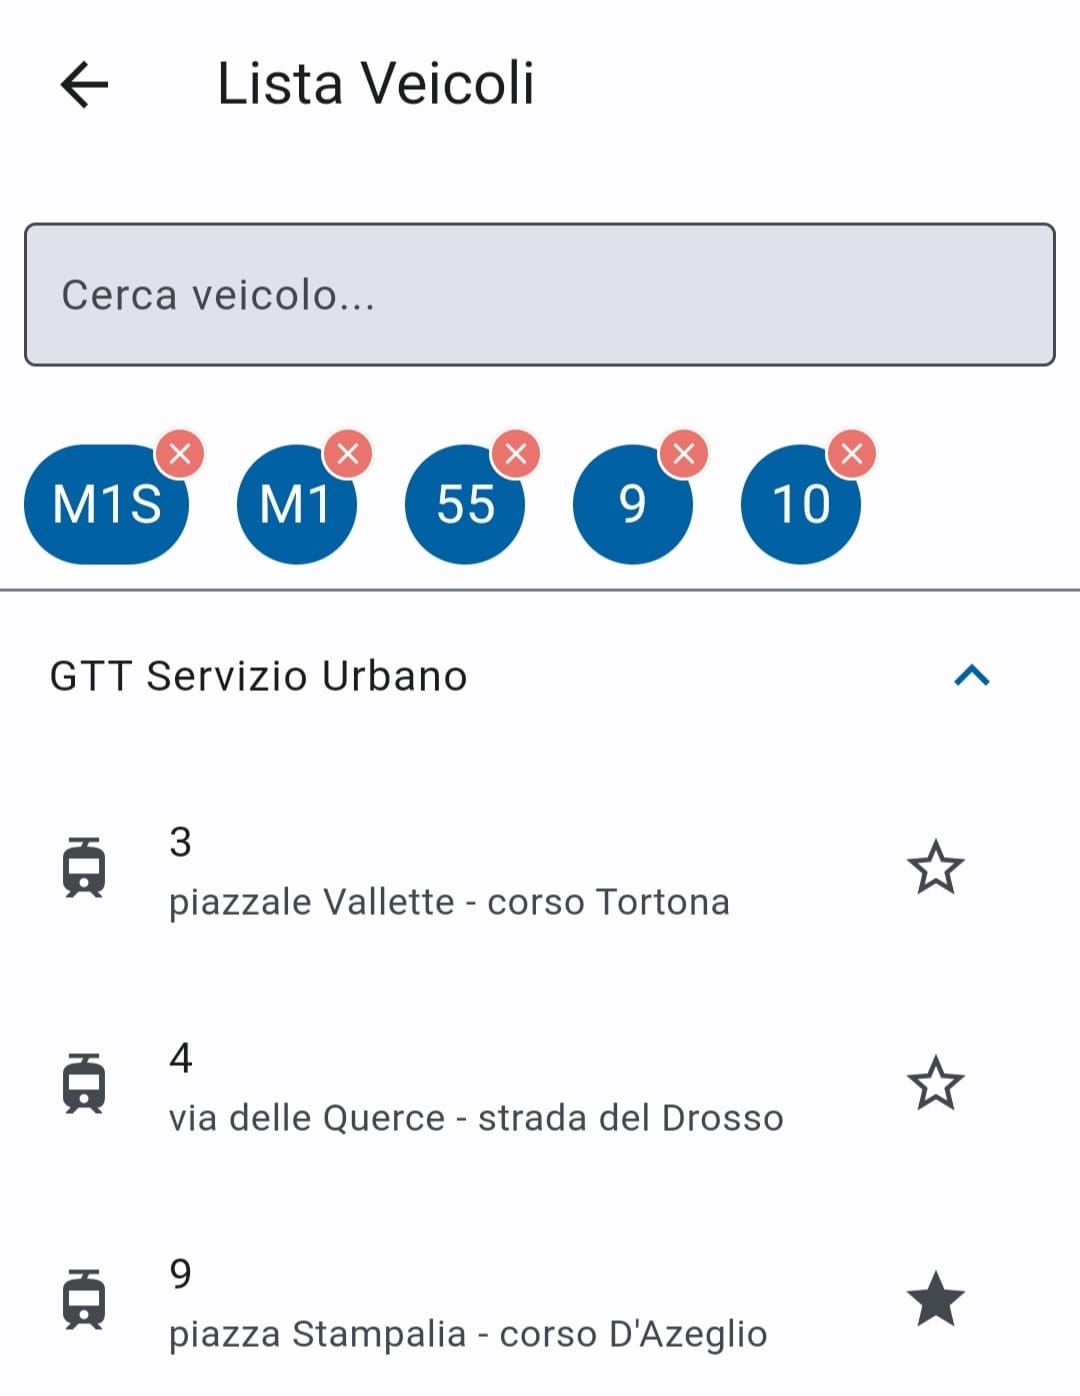 Lista Veicoli
Cerca veicolo...
M1S M1 55 9 10
GTT Servizio Urbano
3
piazzale Vallette - corso Tortona
4
via delle Querce - strada del Drosso
9
piazza Stampalia - corso D'Azeglio